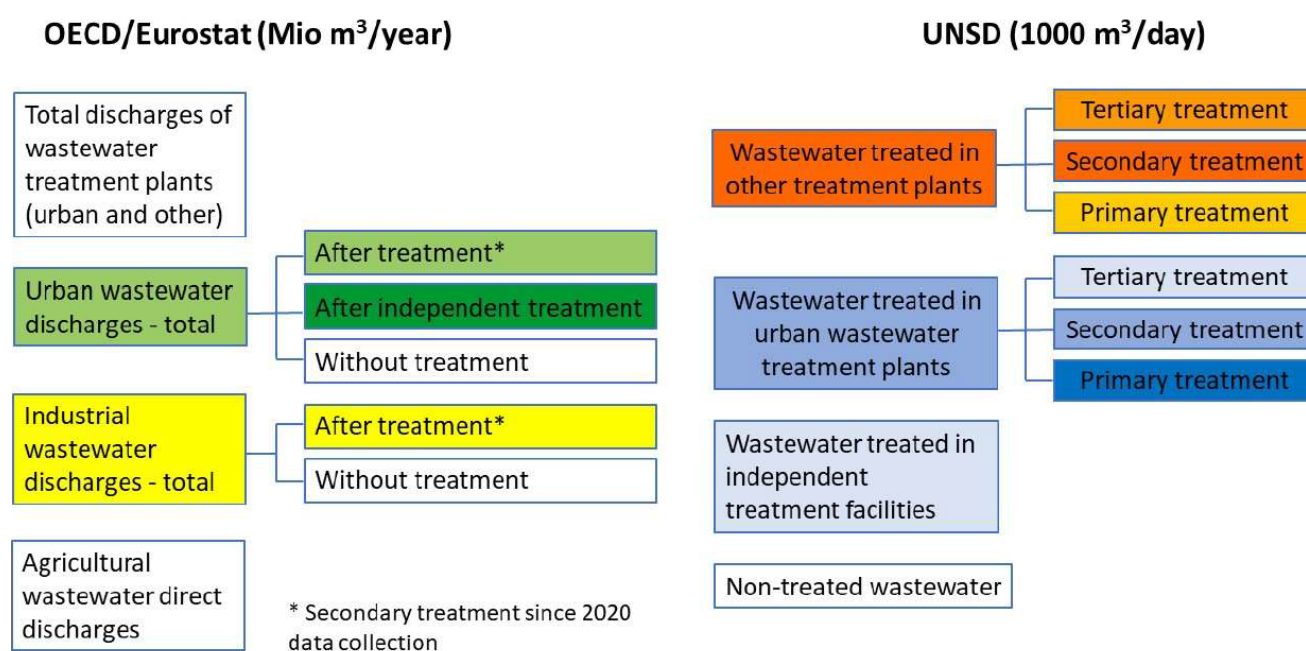 OECD/Eurostat (Mio m³/year)
Total discharges of
wastewater
treatment plants
(urban and other)
Urban wastewater
discharges - total
After treatment*
After independent treatment
Without treatment
Industrial
wastewater
discharges - total
After treatment*
Without treatment
Agricultural
wastewater direct
discharges
* Secondary treatment since 2020
data collection
UNSD (1000 m³/day)
Wastewater treated in
other treatment plants
Tertiary treatment
Secondary treatment
Primary treatment
Wastewater treated in
urban wastewater
treatment plants
Tertiary treatment
Secondary treatment
Primary treatment
Wastewater treated in
independent
treatment facilities
Non-treated wastewater